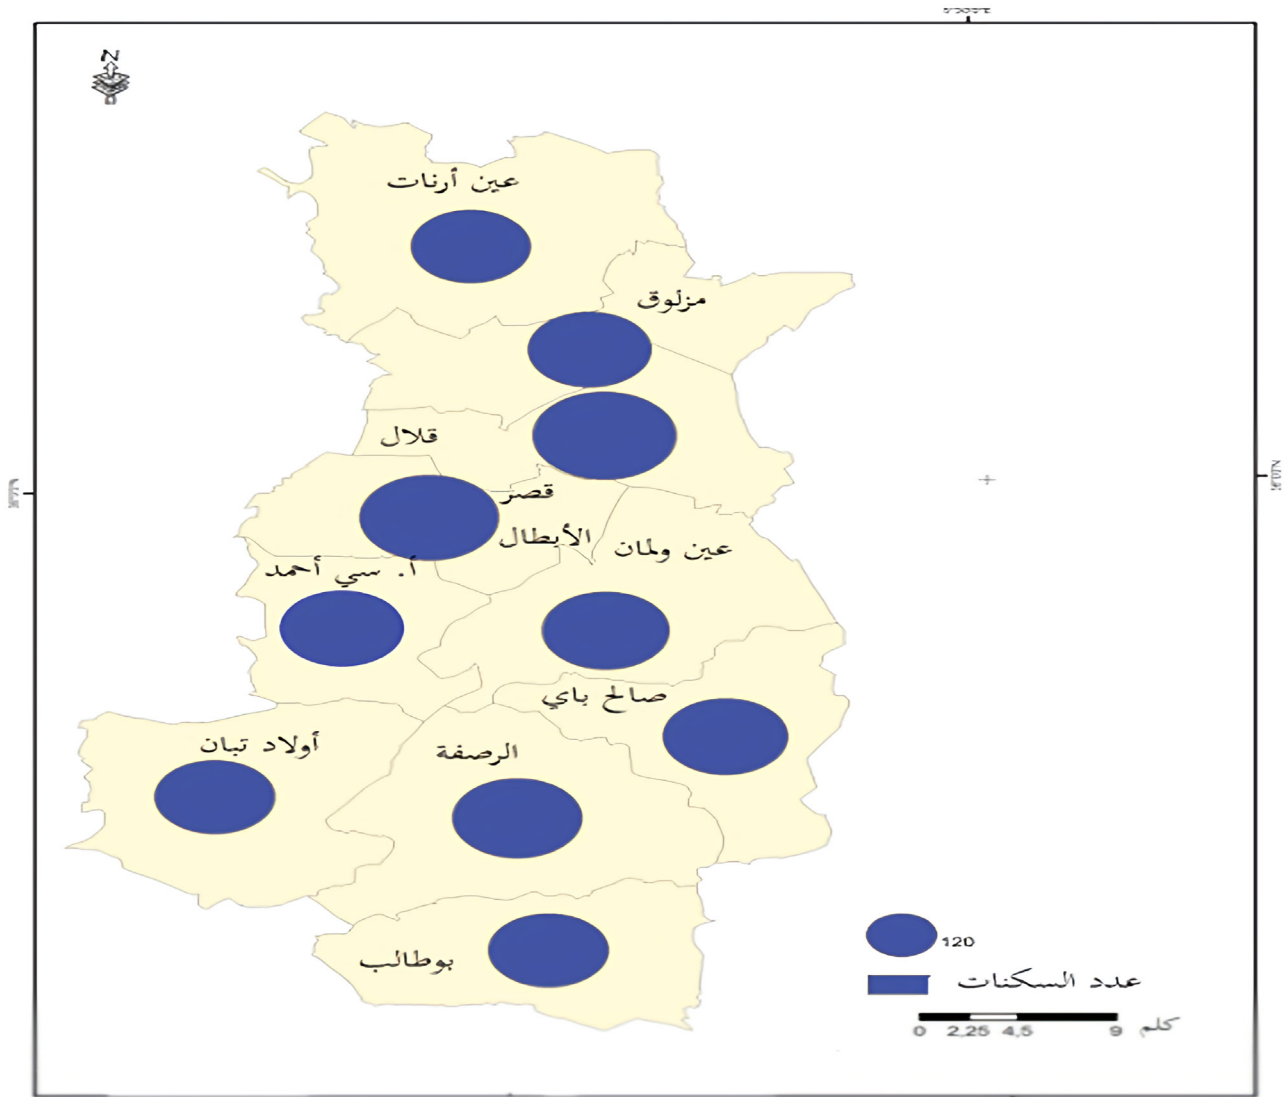 N
عين أرنات
مزلوق
قلال
قصر
الأبطال
عين ولمان
أ. سي أحمد
صالح باي
أولاد تبان
الرصفة
بوطالب
120
عدد السكنات
0 2,25 4,5 9 كلم